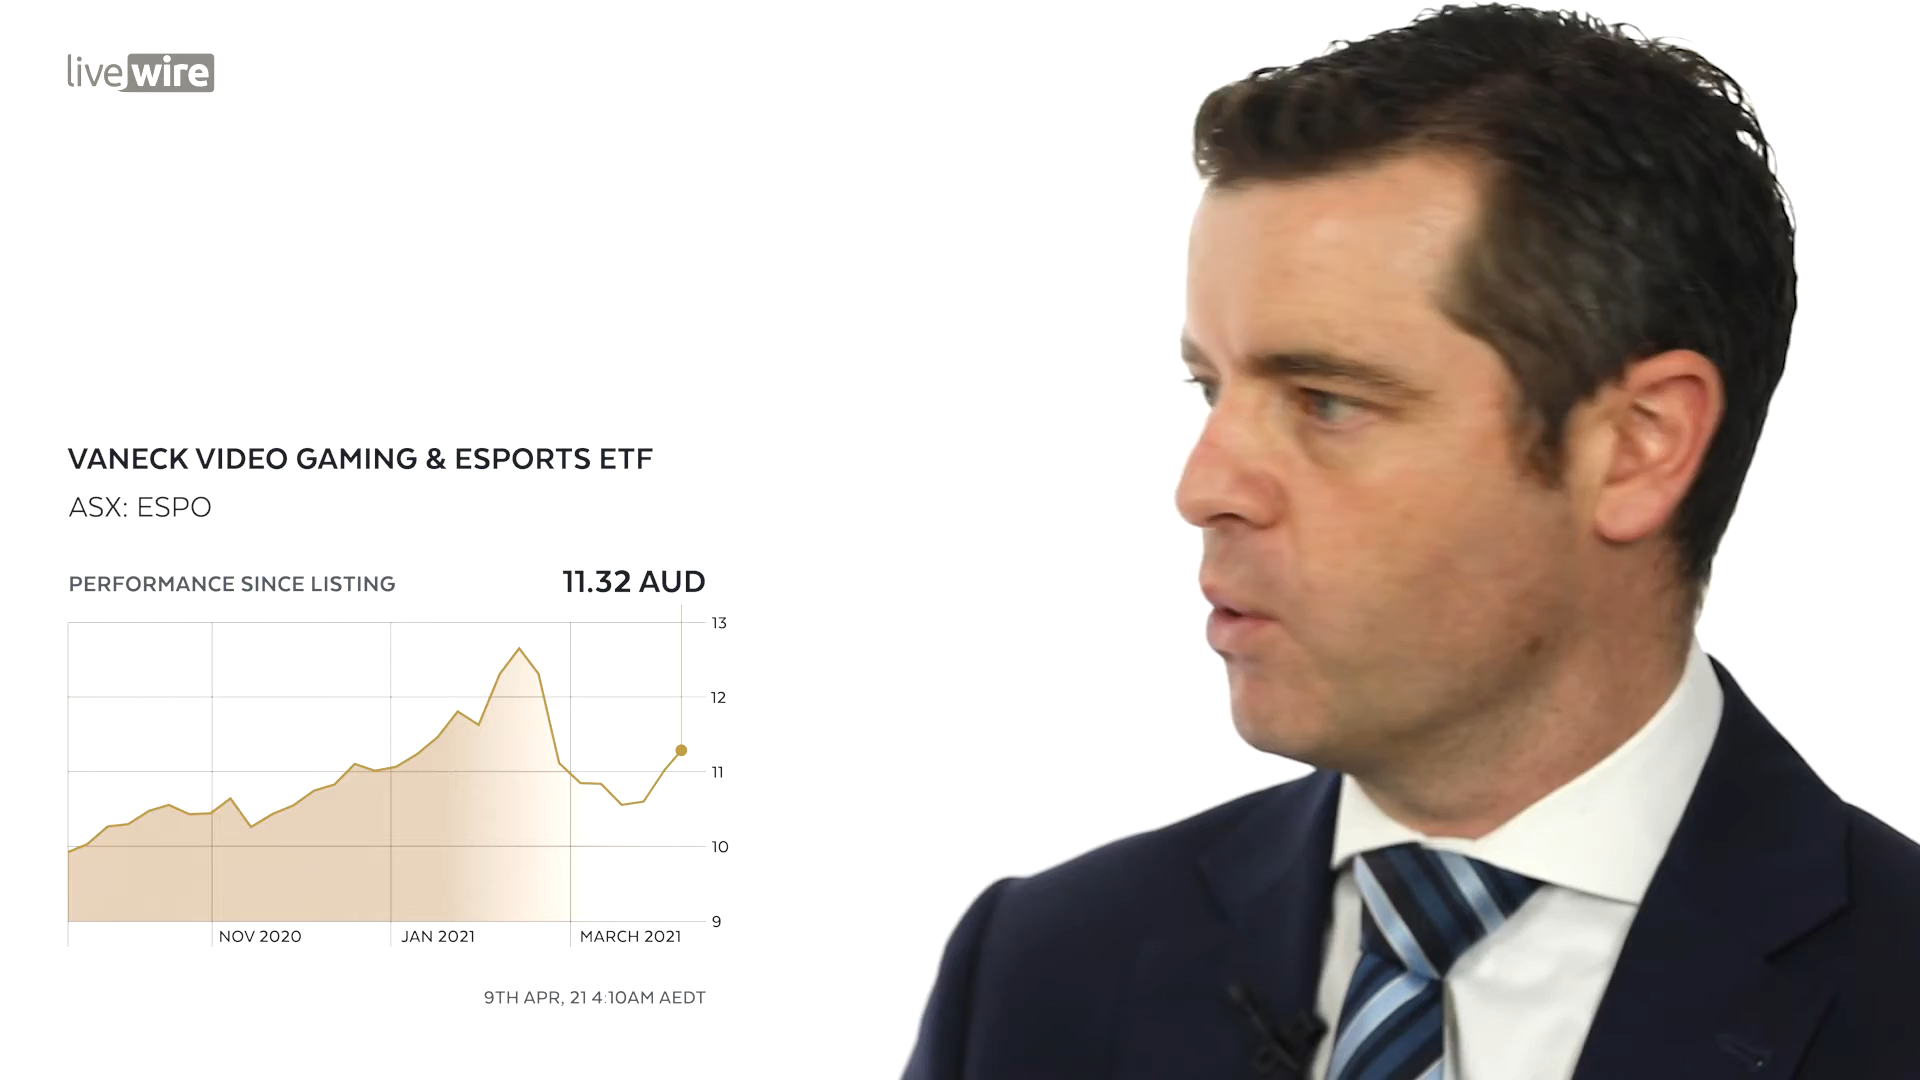 livewire
VANECK VIDEO GAMING & ESPORTS ETF
ASX: ESPO
PERFORMANCE SINCE LISTING
11.32 AUD
13
12
11
10
9
NOV 2020
JAN 2021
MARCH 2021
9TH APR, 21 4:10AM AEDT